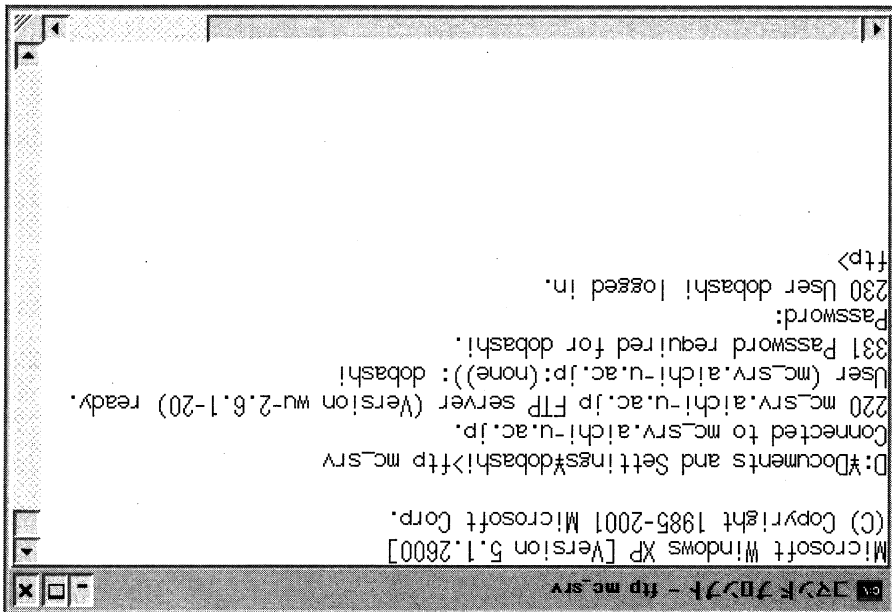 コマンド プロンプト - ftp mc_srv
Microsoft Windows XP [Version 5.1.2600]
(C) Copyright 1985-2001 Microsoft Corp.
D:¥Documents and Settings¥dobashi>ftp mc_srv
Connected to mc_srv.aichi-u.ac.jp.
220 mc_srv.aichi-u.ac.jp FTP server (Version wu-2.6.1-20) ready.
User (mc_srv.aichi-u.ac.jp:(none)): dobashi
331 Password required for dobashi.
Password:
230 User dobashi logged in.
ftp>